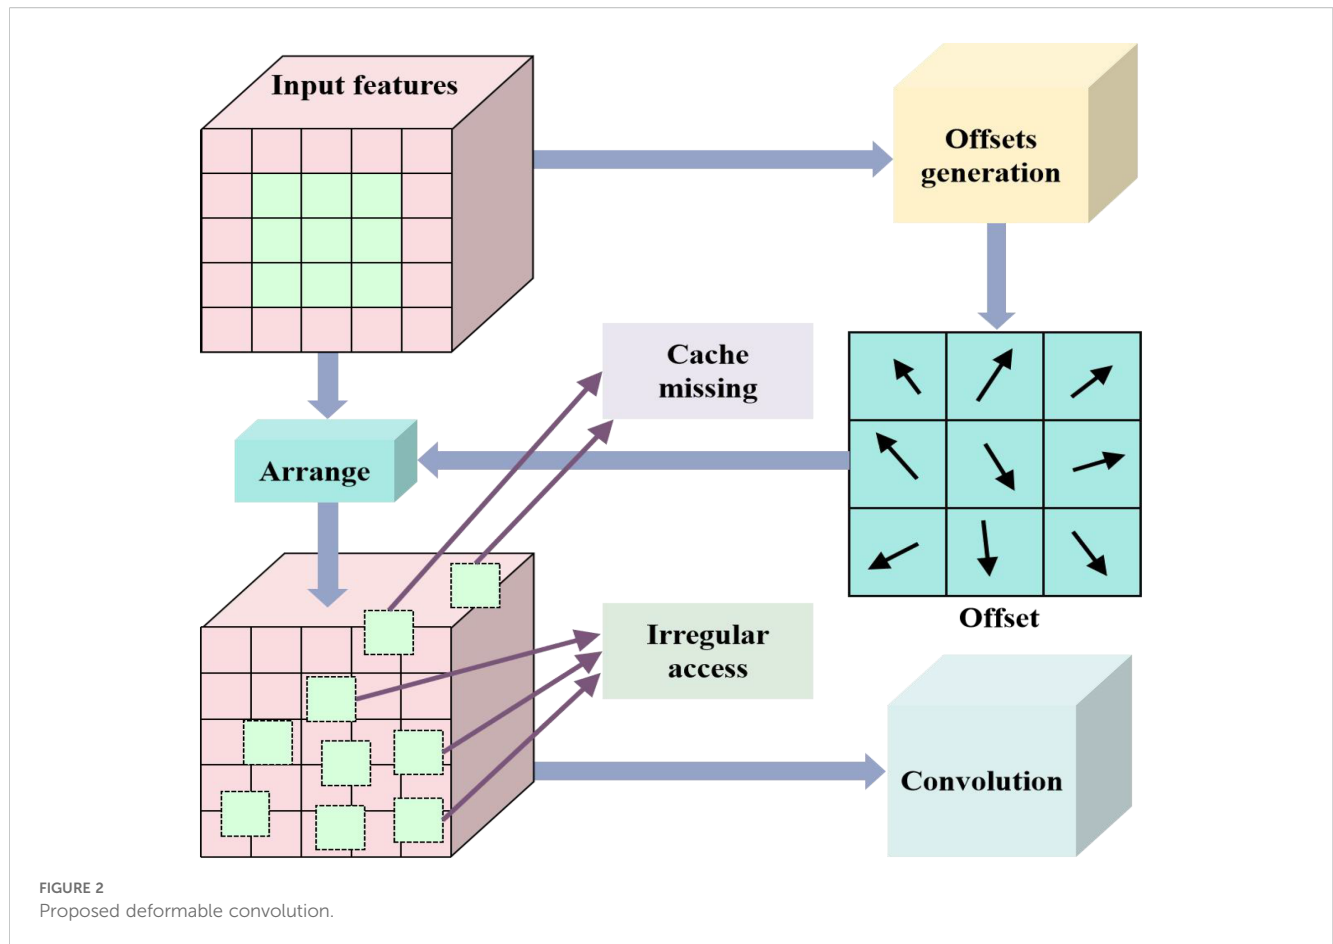 Input features
Offsets
generation
Cache
missing
Arrange
Offset
Irregular
access
Convolution
FIGURE 2
Proposed deformable convolution.